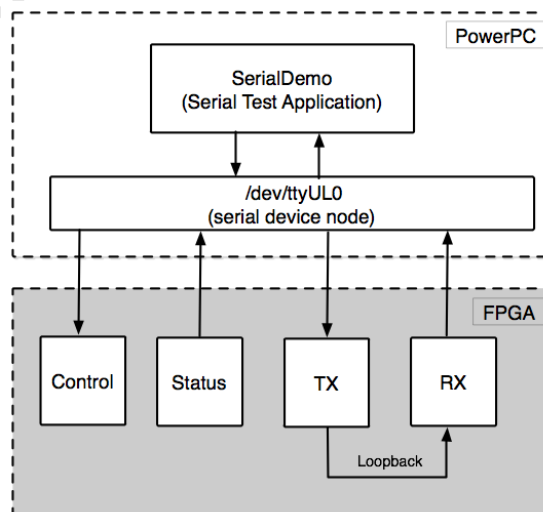 PowerPC
SerialDemo
(Serial Test Application)
/dev/ttyUL0
(serial device node)
FPGA
Control
Status
TX
RX
Loopback